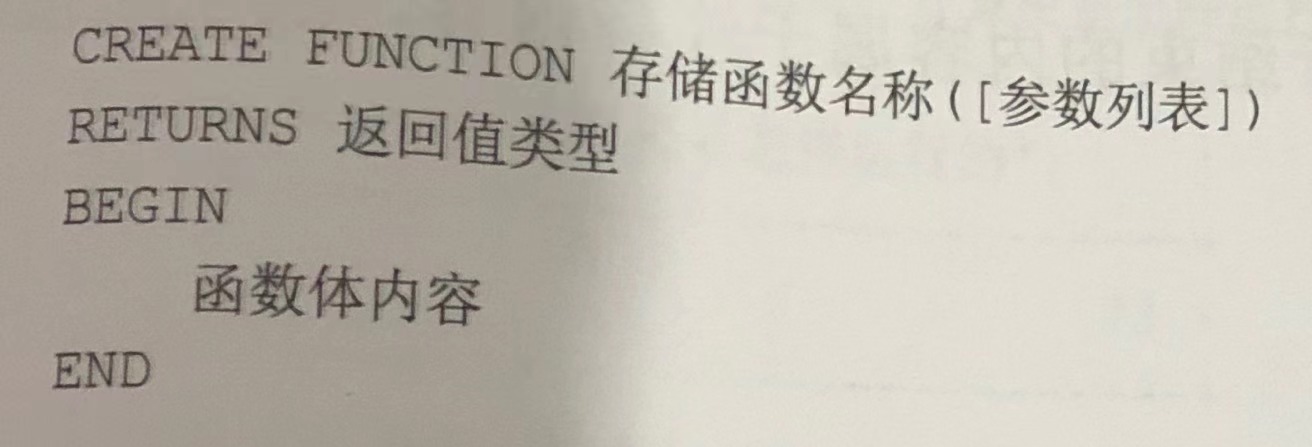 CREATE FUNCTION 存储函数名称([参数列表])
RETURNS 返回值类型
BEGIN
函数体内容
END